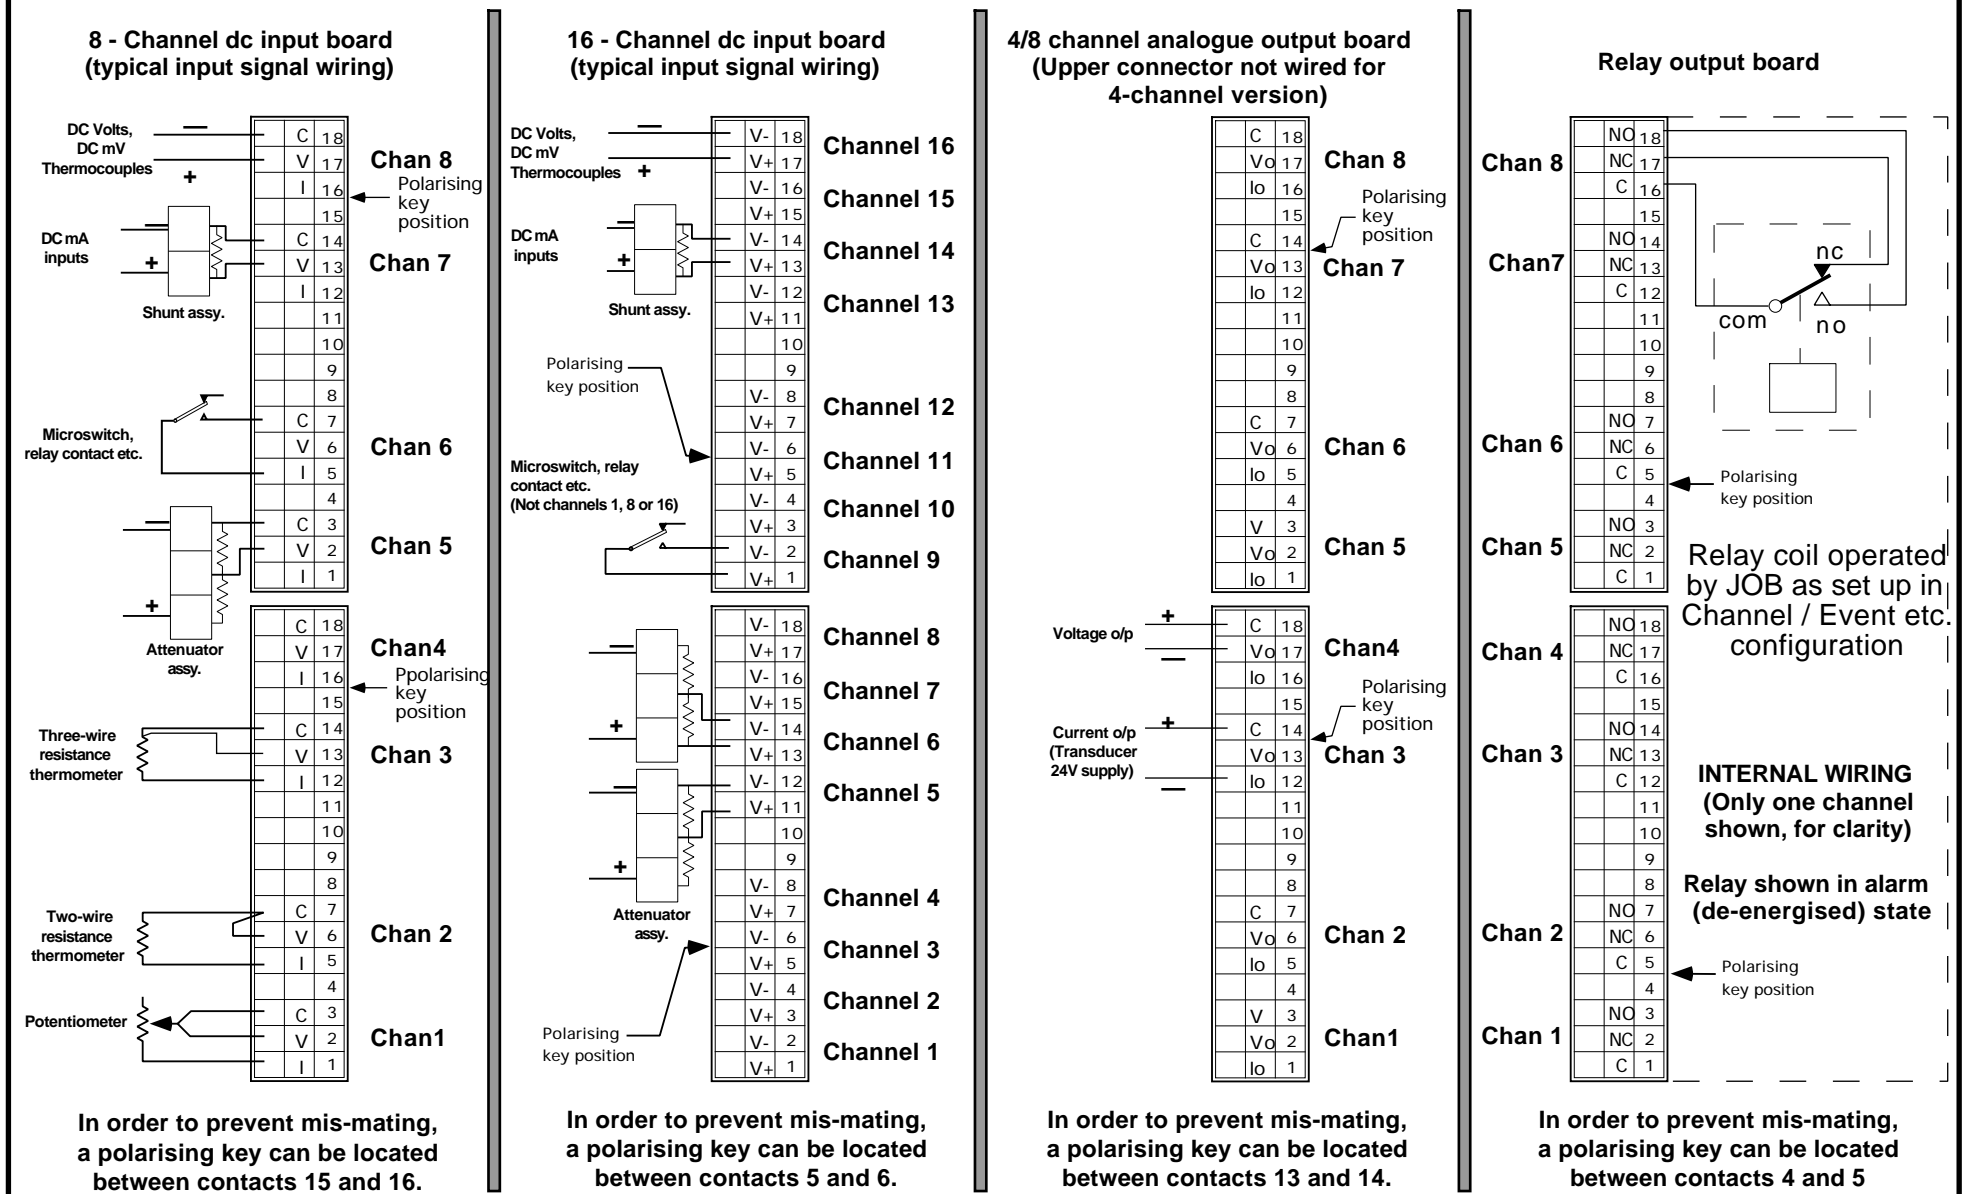 8 - Channel dc input board
(typical input signal wiring)
DC Volts,
DC mV
Thermocouples
—
+
DC mA
inputs
—
+
Shunt assy.
Microswitch,
relay contact etc.
—
+
Attenuator
assy.
Three-wire
resistance
thermometer
Two-wire
resistance
thermometer
Potentiometer
C 18
V 17
I 16
15
C 14
V 13
I 12
11
10
9
8
C 7
V 6
I 5
4
C 3
V 2
I 1
C 18
V 17
I 16
15
C 14
V 13
I 12
11
10
9
8
C 7
V 6
I 5
4
C 3
V 2
I 1
Chan 8
Polarising
key
position
Chan 7
Chan 6
Chan 5
Chan4
Ppolarising
key
position
Chan 3
Chan 2
Chan1
In order to prevent mis-mating,
a polarising key can be located
between contacts 15 and 16.
16 - Channel dc input board
(typical input signal wiring)
DC Volts,
DC mV
Thermocouples
—
+
DC mA
inputs
—
+
Shunt assy.
Polarising
key position
Microswitch, relay
contact etc.
(Not channels 1, 8 or 16)
—
+
—
+
Attenuator
assy.
Polarising
key position
V- 18
V+ 17
V- 16
V+ 15
V- 14
V+ 13
V- 12
V+ 11
10
9
V- 8
V+ 7
V- 6
V+ 5
V- 4
V+ 3
V- 2
V+ 1
V- 18
V+ 17
V- 16
V+ 15
V- 14
V+ 13
V- 12
V+ 11
10
9
V- 8
V+ 7
V- 6
V+ 5
V- 4
V+ 3
V- 2
V+ 1
Channel 16
Channel 15
Channel 14
Channel 13
Channel 12
Channel 11
Channel 10
Channel 9
Channel 8
Channel 7
Channel 6
Channel 5
Channel 4
Channel 3
Channel 2
Channel 1
In order to prevent mis-mating,
a polarising key can be located
between contacts 5 and 6.
4/8 channel analogue output board
(Upper connector not wired for
4-channel version)
Voltage o/p
+
—
Current o/p
(Transducer
24V supply)
+
—
C 18
Vo 17
Io 16
15
C 14
Vo 13
Io 12
11
10
9
8
C 7
Vo 6
Io 5
4
V 3
Vo 2
Io 1
C 18
Vo 17
Io 16
15
C 14
Vo 13
Io 12
11
10
9
8
C 7
Vo 6
Io 5
4
V 3
Vo 2
Io 1
Chan 8
Polarising
key
position
Chan 7
Chan 6
Chan 5
Chan4
Polarising
key
position
Chan 3
Chan 2
Chan1
In order to prevent mis-mating,
a polarising key can be located
between contacts 13 and 14.
Relay output board
Chan 8
Chan7
Chan 6
Chan 5
Chan 4
Chan 3
Chan 2
Chan 1
NO 18
NC 17
C 16
15
NO 14
NC 13
C 12
11
10
9
8
NO 7
NC 6
C 5
4
NO 3
NC 2
C 1
NO 18
NC 17
C 16
15
NO 14
NC 13
C 12
11
10
9
8
NO 7
NC 6
C 5
4
NO 3
NC 2
C 1
nc
com
no
Polarising
key position
Relay coil operated
by JOB as set up in
Channel / Event etc.
configuration
INTERNAL WIRING
(Only one channel
shown, for clarity)
Relay shown in alarm
(de-energised) state
Polarising
key position
In order to prevent mis-mating,
a polarising key can be located
between contacts 4 and 5